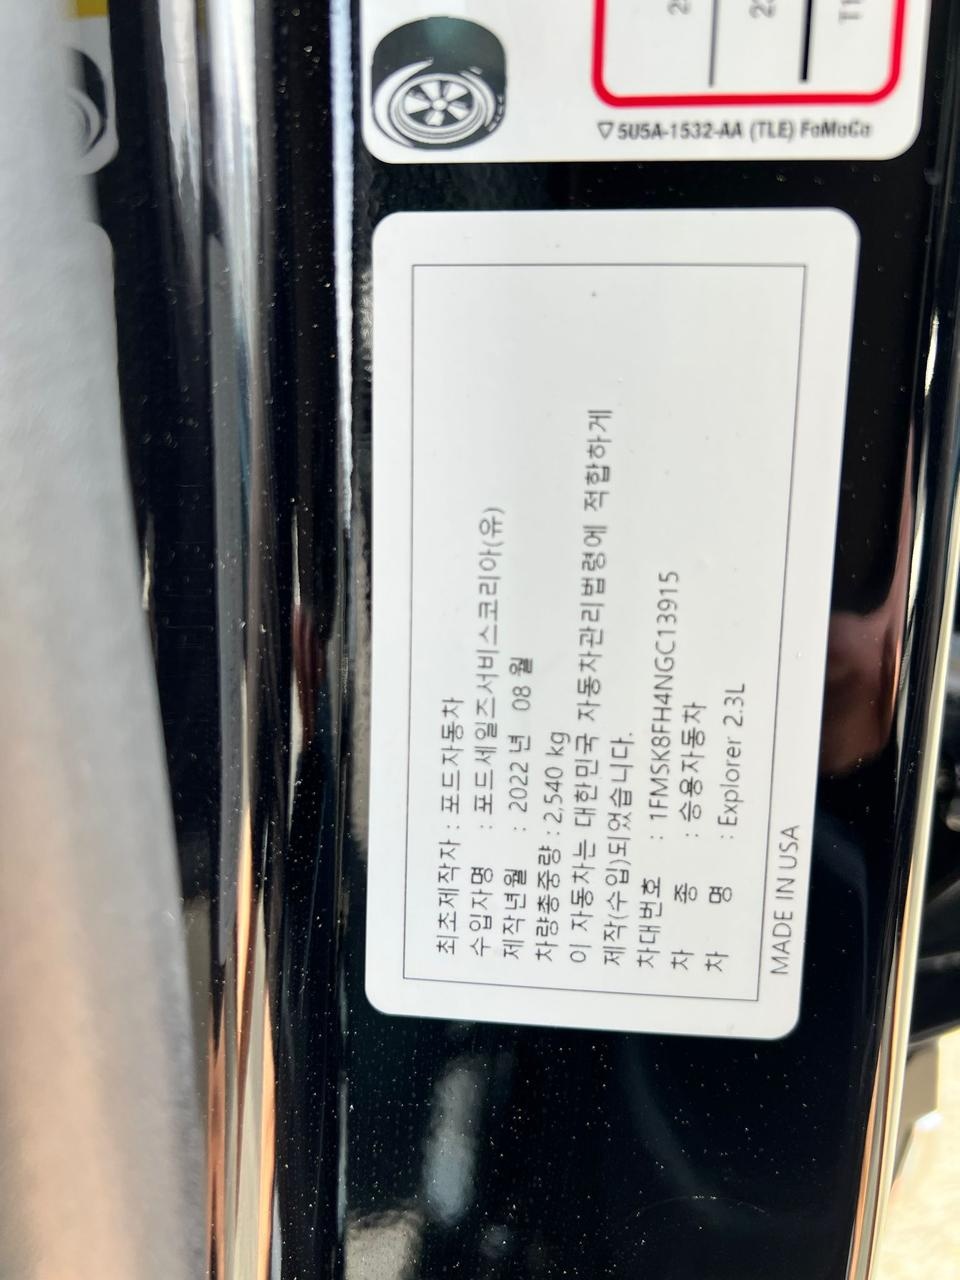 ▽5U5A-1532-AA (TLE) FoMoCo
최초제작자 : 포드자동차
수입자명 : 포드세일즈서비스코리아(유)
제작년월 : 2022 년 08 월
차량총중량 : 2,540 kg
이 자동차는 대한민국 자동차관리법령에 적합하게
제작(수입)되었습니다.
차대번호 : 1FMSK8FH4NGC13915
차 종 : 승용자동차
차 명 : Explorer 2.3L
MADE IN USA